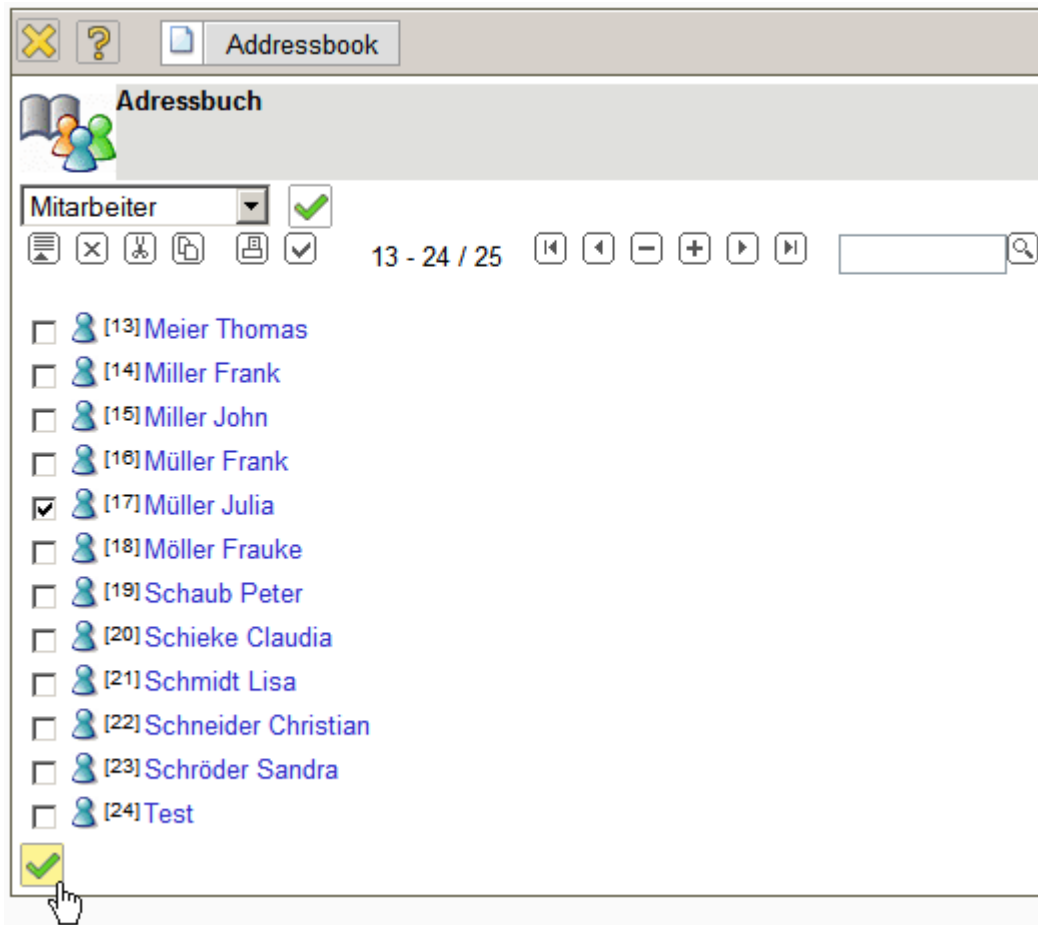 Addressbook
Adressbuch
Mitarbeiter
13 - 24 / 25
[13] Meier Thomas
[14] Miller Frank
[15] Miller John
[16] Müller Frank
[17] Müller Julia
[18] Möller Frauke
[19] Schaub Peter
[20] Schieke Claudia
[21] Schmidt Lisa
[22] Schneider Christian
[23] Schröder Sandra
[24] Test